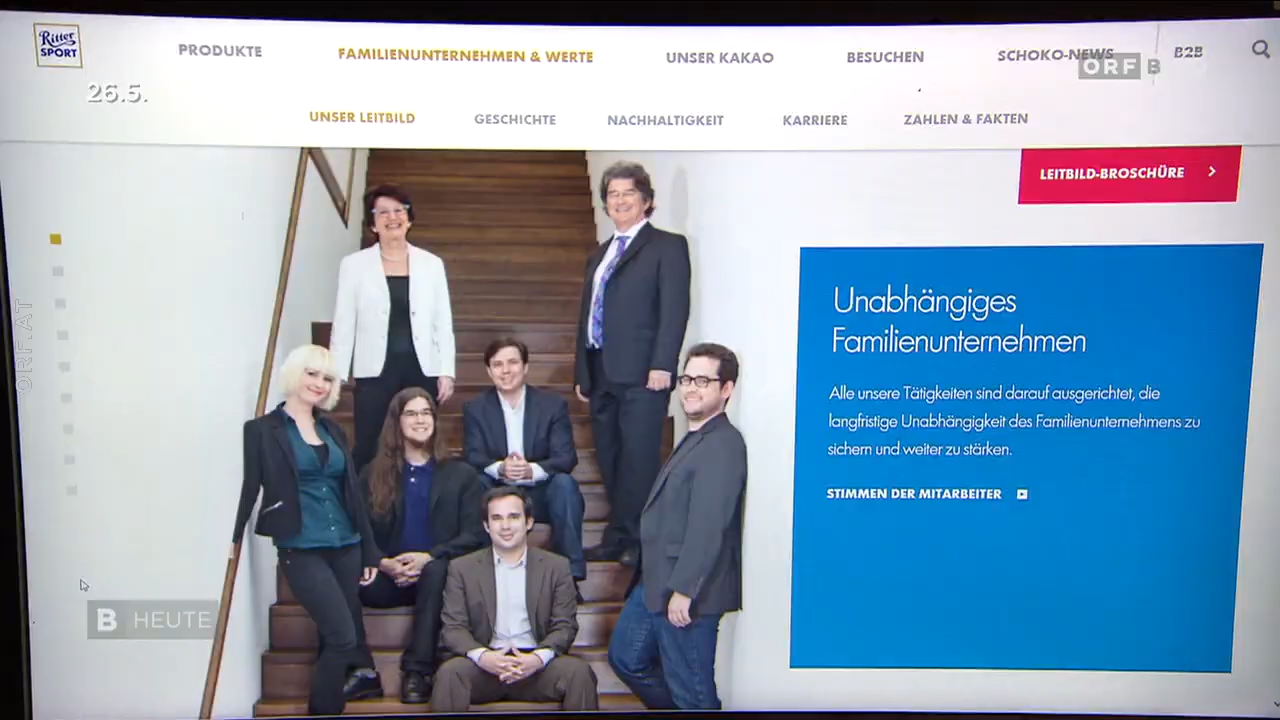 Ritter
SPORT
PRODUKTE
FAMILIENUNTERNEHMEN & WERTE
UNSER KAKAO
BESUCHEN
SCHOKO-NEWS
B2B
ORF B
26.5.
UNSER LEITBILD
GESCHICHTE
NACHHALTIGKEIT
KARRIERE
ZAHLEN & FAKTEN
LEITBILD-BROSCHÜRE
Unabhängiges
Familienunternehmen
Alle unsere Tätigkeiten sind darauf ausgerichtet, die
langfristige Unabhängigkeit des Familienunternehmens zu
sichern und weiter zu stärken.
STIMMEN DER MITARBEITER
ORF.AT
B HEUTE